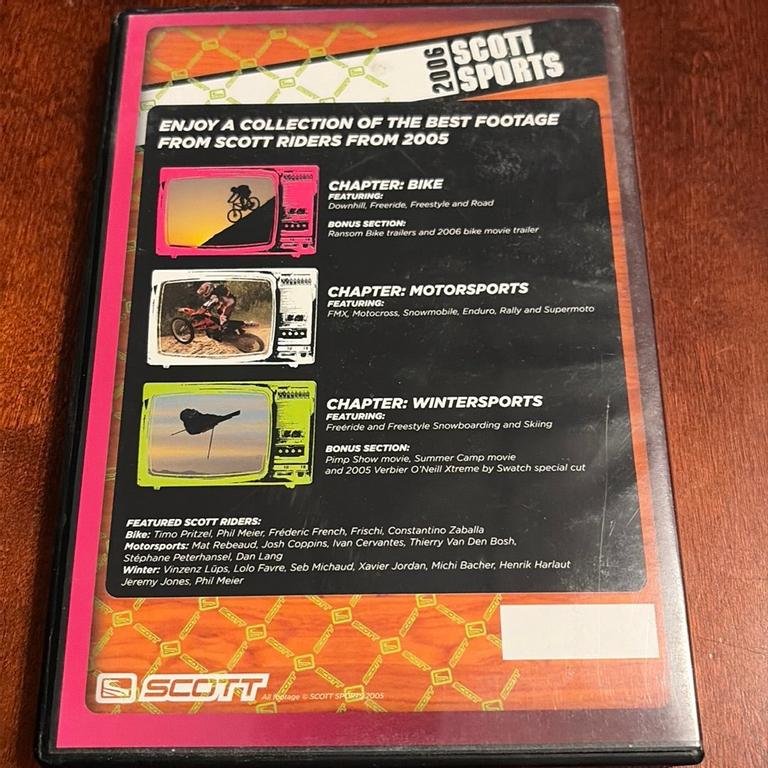 2006 SCOTT
SPORTS
ENJOY A COLLECTION OF THE BEST FOOTAGE
FROM SCOTT RIDERS FROM 2005
CHAPTER: BIKE
FEATURING:
Downhill, Freeride, Freestyle and Road
BONUS SECTION:
Ransom Bike trailers and 2006 bike movie trailer
CHAPTER: MOTORSPORTS
FEATURING:
FMX, Motocross, Snowmobile, Enduro, Rally and Supermoto
CHAPTER: WINTERSPORTS
FEATURING:
Freeride and Freestyle Snowboarding and Skiing
BONUS SECTION:
Pimp Show movie, Summer Camp movie
and 2005 Verbier O'Neill Xtreme by Swatch special cut
FEATURED SCOTT RIDERS:
Bike: Timo Pritzel, Phil Meier, Fréderic French, Frischi, Constantino Zaballa
Motorsports: Mat Rebeaud, Josh Coppins, Ivan Cervantes, Thierry Van Den Bosh,
Stéphane Peterhansel, Dan Lang
Winter: Vinzenz Lüps, Lolo Favre, Seb Michaud, Xavier Jordan, Michi Bacher, Henrik Harlaut
Jeremy Jones, Phil Meier
SCOTT All footage © SCOTT SPORTS 2005